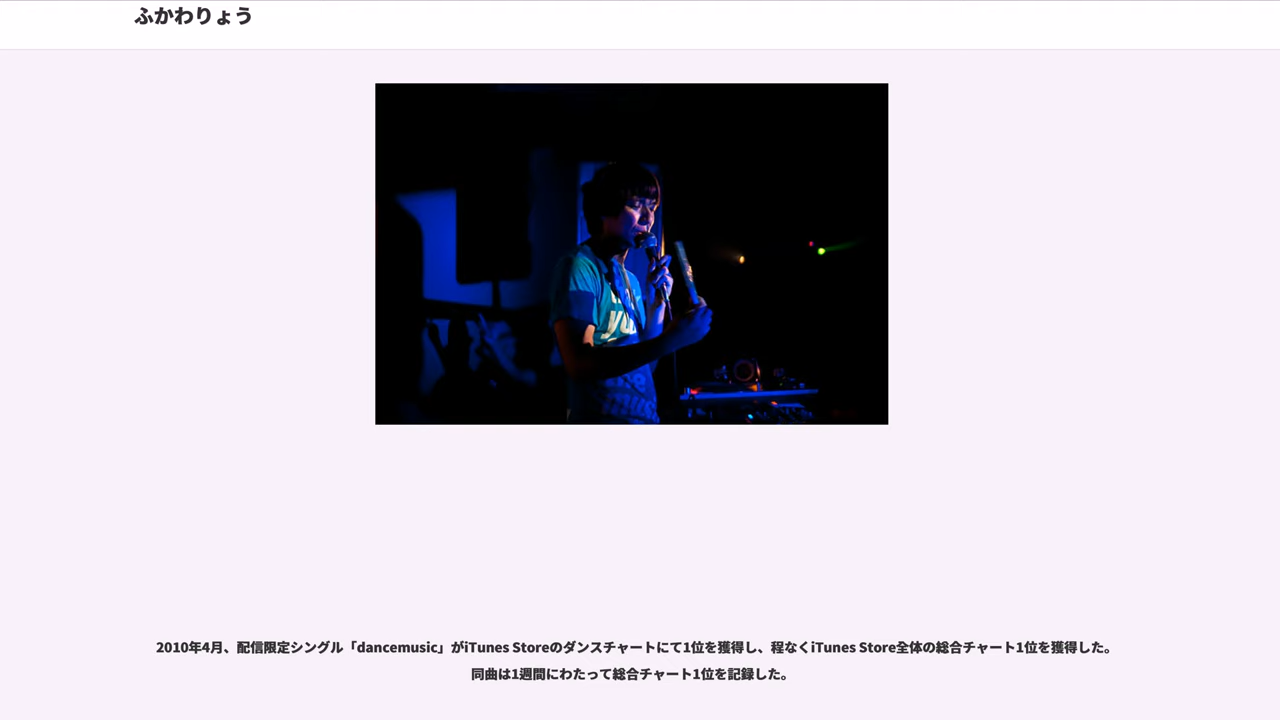 ふかわりょう
2010年4月、配信限定シングル「dancemusic」がiTunes Storeのダンスチャートにて1位を獲得し、程なくiTunes Store全体の総合チャート1位を獲得した。
同曲は1週間にわたって総合チャート1位を記録した。